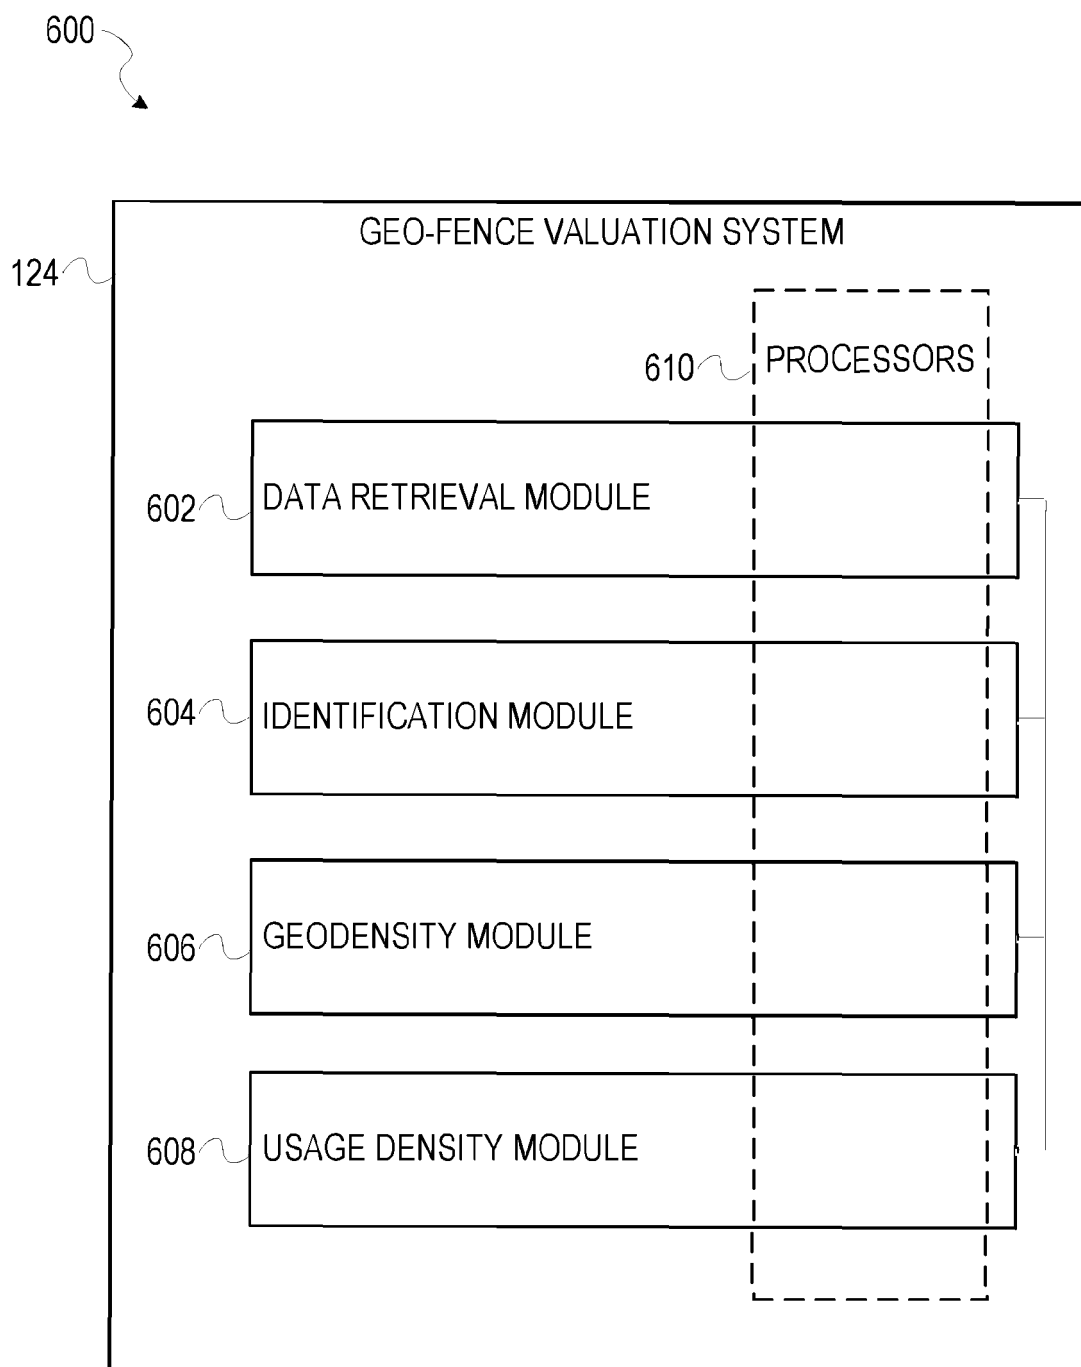 600
GEO-FENCE VALUATION SYSTEM
124
610
PROCESSORS
602
DATA RETRIEVAL MODULE
604
IDENTIFICATION MODULE
606
GEODENSITY MODULE
608
USAGE DENSITY MODULE